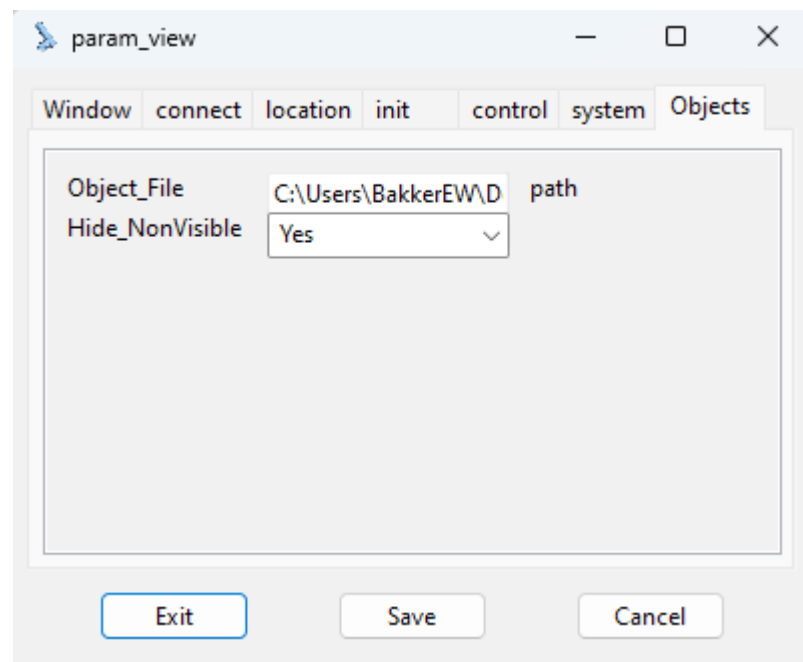 param_view
Window connect location init control system Objects
Object_File C:\Users\BakkerEW\D path
Hide_NonVisible Yes
Exit Save Cancel